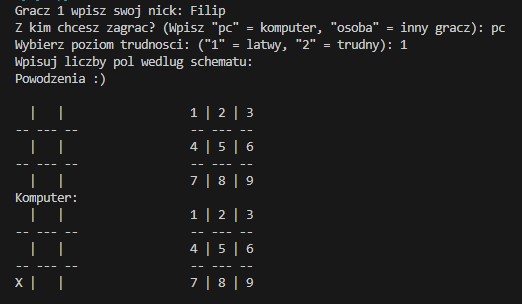 Gracz 1 wpisz swoj nick: Filip
Z kim chcesz zagrac? (Wpisz "pc" = komputer, "osoba" = inny gracz): pc
Wybierz poziom trudnosci: ("1" = latwy, "2" = trudny): 1
Wpisuj liczby pol wedlug schematu:
Powodzenia :)
  |   |                  1 | 2 | 3
-- --- --                -- --- --
  |   |                  4 | 5 | 6
-- --- --                -- --- --
  |   |                  7 | 8 | 9
Komputer:
  |   |                  1 | 2 | 3
-- --- --                -- --- --
  |   |                  4 | 5 | 6
-- --- --                -- --- --
X |   |                  7 | 8 | 9